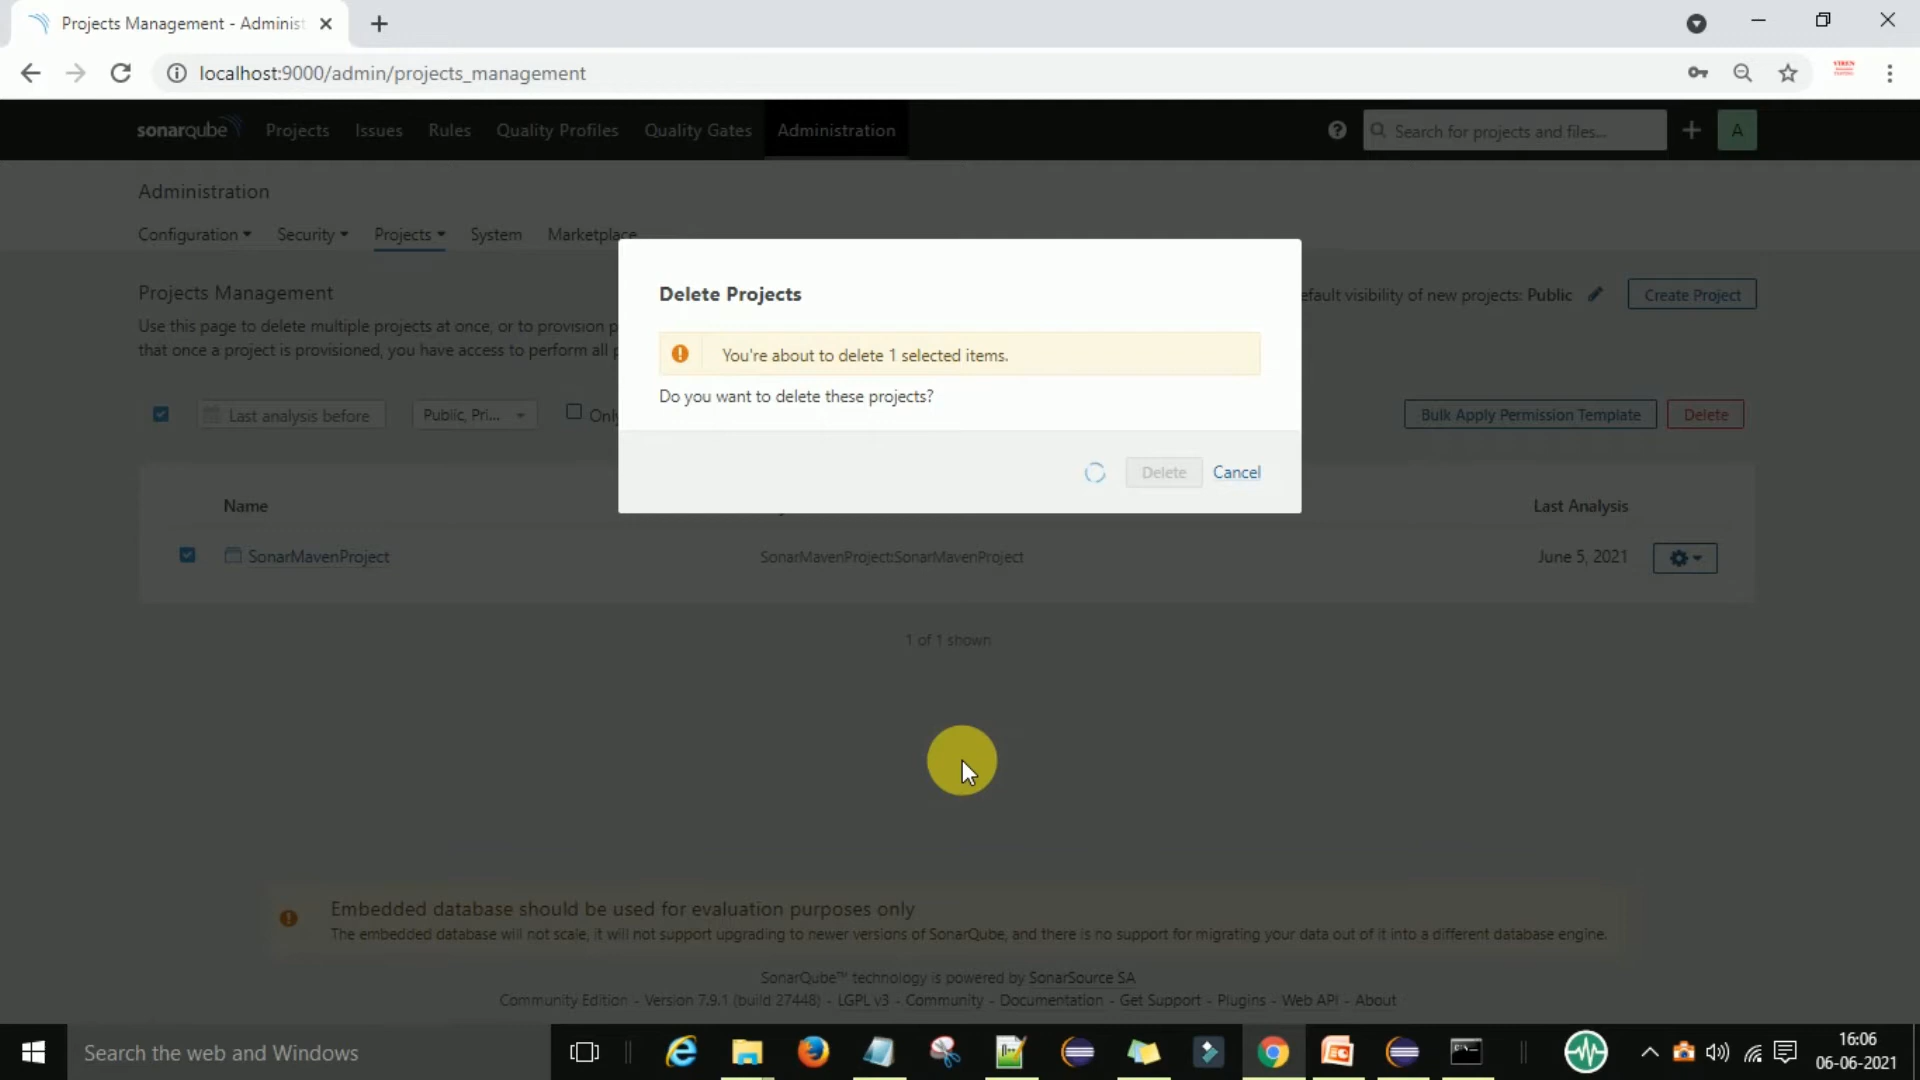 Projects Management - Adminis
localhost:9000/admin/projects_management
sonarqube Projects Issues Rules Quality Profiles Quality Gates Administration Search for projects and files... A
Administration
Configuration Security Projects System Marketplace
Delete Projects
You're about to delete 1 selected items.
Do you want to delete these projects?
Delete Cancel
Projects Management
efault visibility of new projects: Public Create Project
Use this page to delete multiple projects at once, or to provision p
that once a project is provisioned, you have access to perform all p
Last analysis before Public, Pri... Only Bulk Apply Permission Template Delete
Name Last Analysis
SonarMavenProject SonarMavenProject:SonarMavenProject June 5, 2021
1 of 1 shown
Embedded database should be used for evaluation purposes only
The embedded database will not scale, it will not support upgrading to newer versions of SonarQube, and there is no support for migrating your data out of it into a different database engine.
SonarQube™ technology is powered by SonarSource SA
Community Edition - Version 7.9.1 (build 27448) - LGPL v3 - Community - Documentation - Get Support - Plugins - Web API - About
Search the web and Windows
16:06
06-06-2021